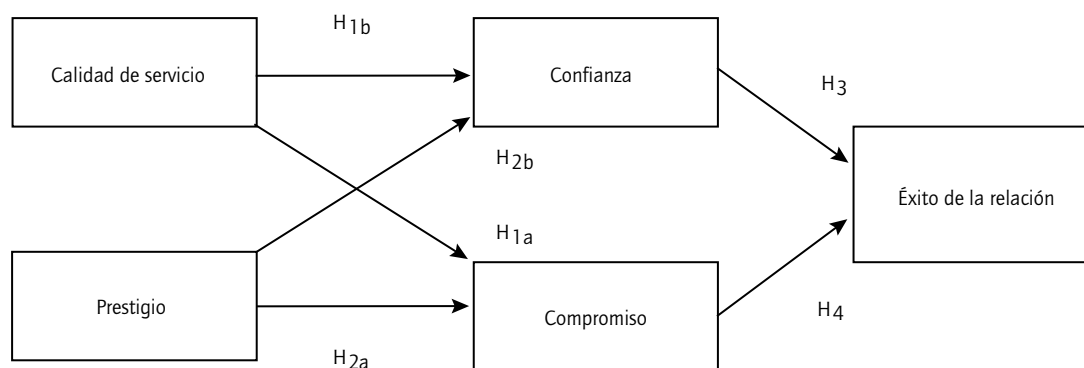 H1b
Calidad de servicio
Confianza
H3
H2b
Éxito de la relación
H1a
Prestigio
Compromiso
H4
H2a